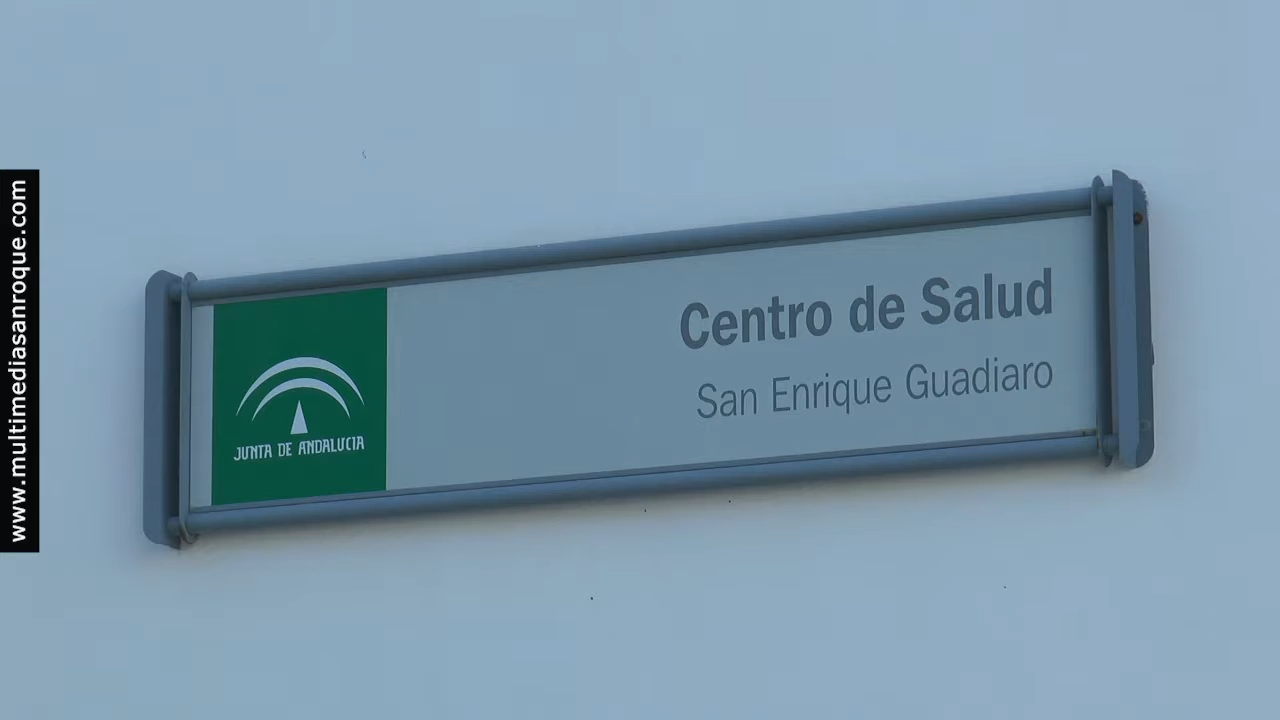 www.multimediasanroque.com
JUNTA DE ANDALUCIA
Centro de Salud
San Enrique Guadiaro